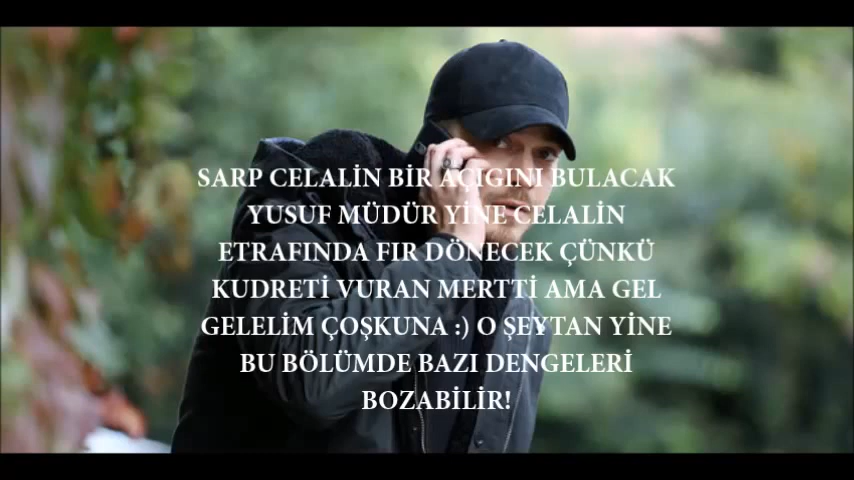 SARP CELALİN BİR AÇIGINI BULACAK
YUSUF MÜDÜR YİNE CELALİN
ETRAFINDA FIR DÖNECEK ÇÜNKÜ
KUDRETİ VURAN MERTTİ AMA GEL
GELELİM ÇOŞKUNA :) O ŞEYTAN YİNE
BU BÖLÜMDE BAZI DENGELERİ
BOZABİLİR!